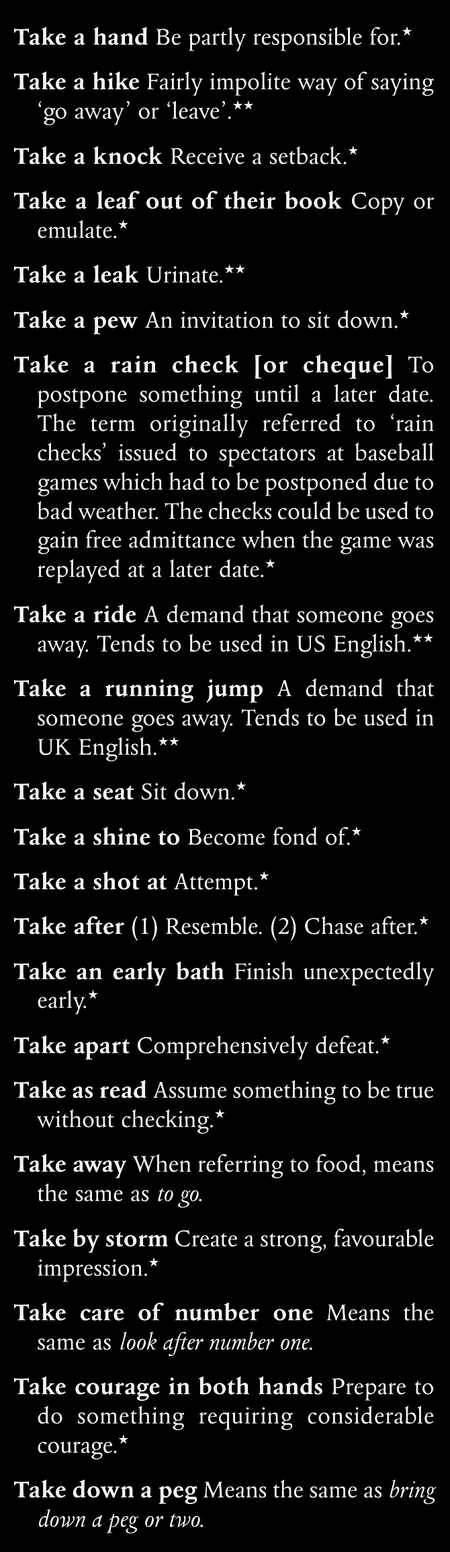 Take a hand Be partly responsible for.★
Take a hike Fairly impolite way of saying
‘go away’ or ‘leave’.★★
Take a knock Receive a setback.★
Take a leaf out of their book Copy or
emulate.★
Take a leak Urinate.★★
Take a pew An invitation to sit down.★
Take a rain check [or cheque] To
postpone something until a later date.
The term originally referred to ‘rain
checks’ issued to spectators at baseball
games which had to be postponed due to
bad weather. The checks could be used to
gain free admittance when the game was
replayed at a later date.★
Take a ride A demand that someone goes
away. Tends to be used in US English.★★
Take a running jump A demand that
someone goes away. Tends to be used in
UK English.★★
Take a seat Sit down.★
Take a shine to Become fond of.★
Take a shot at Attempt.★
Take after (1) Resemble. (2) Chase after.★
Take an early bath Finish unexpectedly
early.★
Take apart Comprehensively defeat.★
Take as read Assume something to be true
without checking.★
Take away When referring to food, means
the same as to go.
Take by storm Create a strong, favourable
impression.★
Take care of number one Means the
same as look after number one.
Take courage in both hands Prepare to
do something requiring considerable
courage.★
Take down a peg Means the same as bring
down a peg or two.